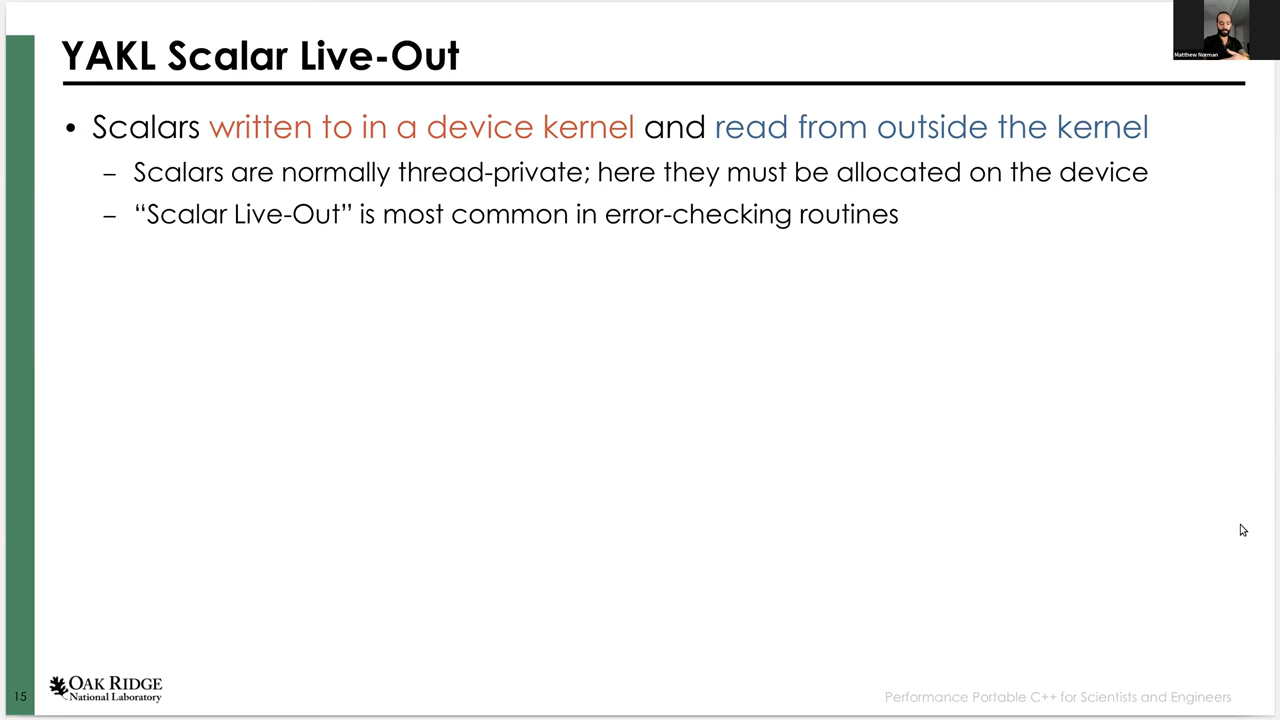 YAKL Scalar Live-Out
Matthew Norman
• Scalars written to in a device kernel and read from outside the kernel
– Scalars are normally thread-private; here they must be allocated on the device
– “Scalar Live-Out” is most common in error-checking routines
15
OAK RIDGE
National Laboratory
Performance Portable C++ for Scientists and Engineers